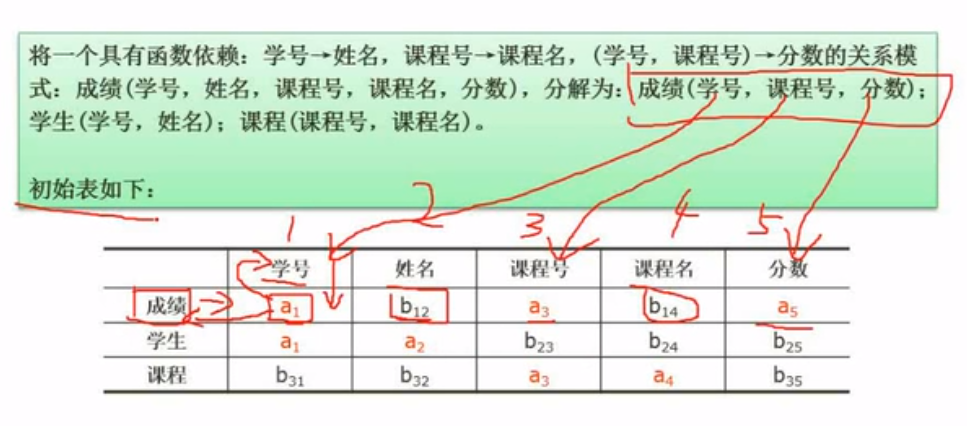 将一个具有函数依赖：学号→姓名，课程号→课程名，(学号，课程号)→分数的关系模
式：成绩(学号，姓名，课程号，课程名，分数)，分解为：成绩(学号，课程号，分数)；
学生(学号，姓名)；课程(课程号，课程名)。
初始表如下：
1 2 3 4 5
学号 姓名 课程号 课程名 分数
成绩 a1 b12 a3 b14 a5
学生 a1 a2 b23 b24 b25
课程 b31 b32 a3 a4 b35